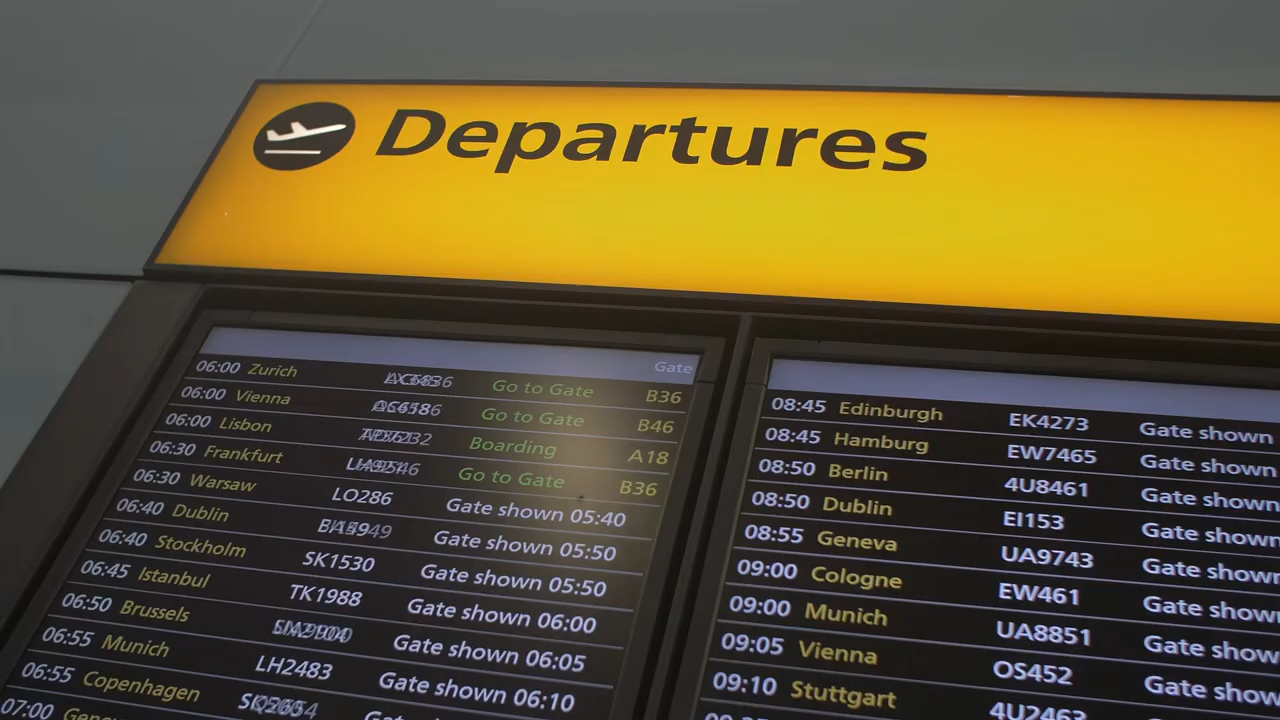 Departures
Gate
06:00 Zurich Go to Gate B36
06:00 Vienna Go to Gate B46
06:00 Lisbon Boarding A18
06:30 Frankfurt Go to Gate B36
06:30 Warsaw LO286 Gate shown 05:40
06:40 Dublin Gate shown 05:50
06:40 Stockholm SK1530 Gate shown 05:50
06:45 Istanbul TK1988 Gate shown 06:00
06:50 Brussels Gate shown 06:05
06:55 Munich LH2483 Gate shown 06:10
06:55 Copenhagen
07:00
08:45 Edinburgh EK4273 Gate shown
08:45 Hamburg EW7465 Gate shown
08:50 Berlin 4U8461 Gate shown
08:50 Dublin EI153 Gate shown
08:55 Geneva UA9743 Gate shown
09:00 Cologne EW461 Gate shown
09:00 Munich UA8851 Gate shown
09:05 Vienna OS452 Gate show
09:10 Stuttgart 4U2463 Gate show